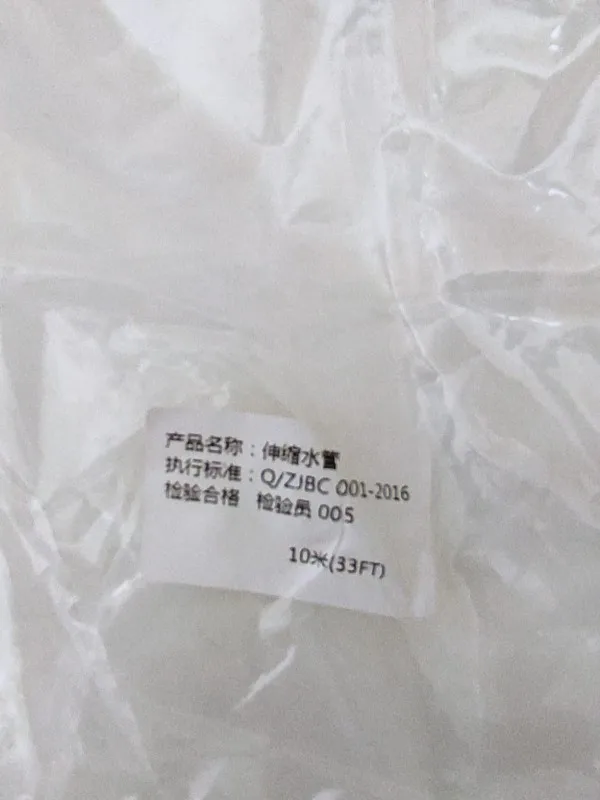 产品名称：伸缩水管
执行标准：Q/ZJBC 001-2016
检验合格 检验员 005
10米(33FT)